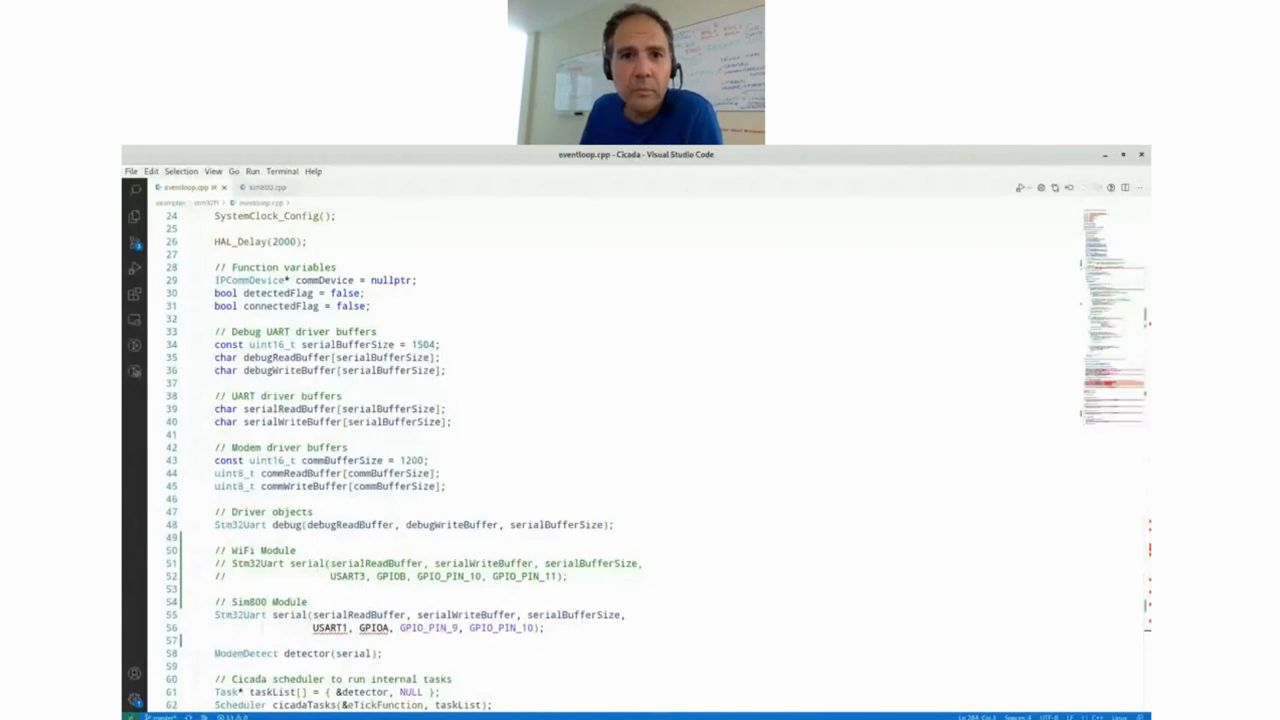 eventloop.cpp - Cicada - Visual Studio Code
File Edit Selection View Go Run Terminal Help
eventloop.cpp M sim800.cpp
examples stm32f1 eventloop.cpp
24 SystemClock_Config();
25
26 HAL_Delay(2000);
27
28 // Function variables
29 IPCommDevice* commDevice = nullptr;
30 bool detectedFlag = false;
31 bool connectedFlag = false;
32
33 // Debug UART driver buffers
34 const uint16_t serialBufferSize = 1504;
35 char debugReadBuffer[serialBufferSize];
36 char debugWriteBuffer[serialBufferSize];
37
38 // UART driver buffers
39 char serialReadBuffer[serialBufferSize];
40 char serialWriteBuffer[serialBufferSize];
41
42 // Modem driver buffers
43 const uint16_t commBufferSize = 1200;
44 uint8_t commReadBuffer[commBufferSize];
45 uint8_t commWriteBuffer[commBufferSize];
46
47 // Driver objects
48 Stm32Uart debug(debugReadBuffer, debugWriteBuffer, serialBufferSize);
49
50 // WiFi Module
51 // Stm32Uart serial(serialReadBuffer, serialWriteBuffer, serialBufferSize,
52 // USART3, GPIOB, GPIO_PIN_10, GPIO_PIN_11);
53
54 // Sim800 Module
55 Stm32Uart serial(serialReadBuffer, serialWriteBuffer, serialBufferSize,
56 USART1, GPIOA, GPIO_PIN_9, GPIO_PIN_10);
57
58 ModemDetect detector(serial);
59
60 // Cicada scheduler to run internal tasks
61 Task* taskList[] = { &detector, NULL };
62 Scheduler cicadaTasks(&eTickFunction, taskList);